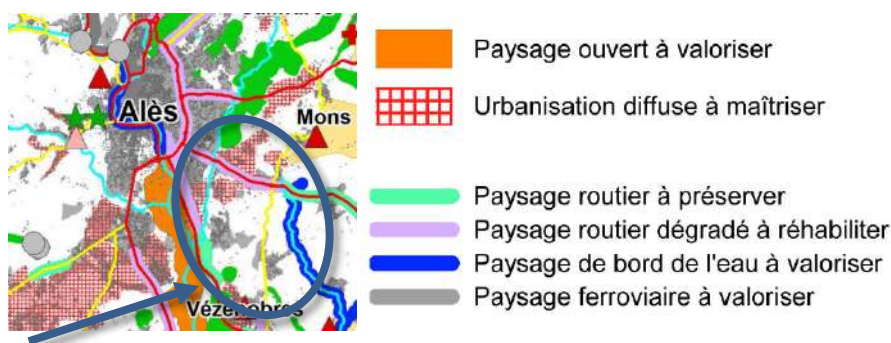 Alès
Mons
Vézénobres
Paysage ouvert à valoriser
Urbanisation diffuse à maîtriser
Paysage routier à préserver
Paysage routier dégradé à réhabiliter
Paysage de bord de l'eau à valoriser
Paysage ferroviaire à valoriser